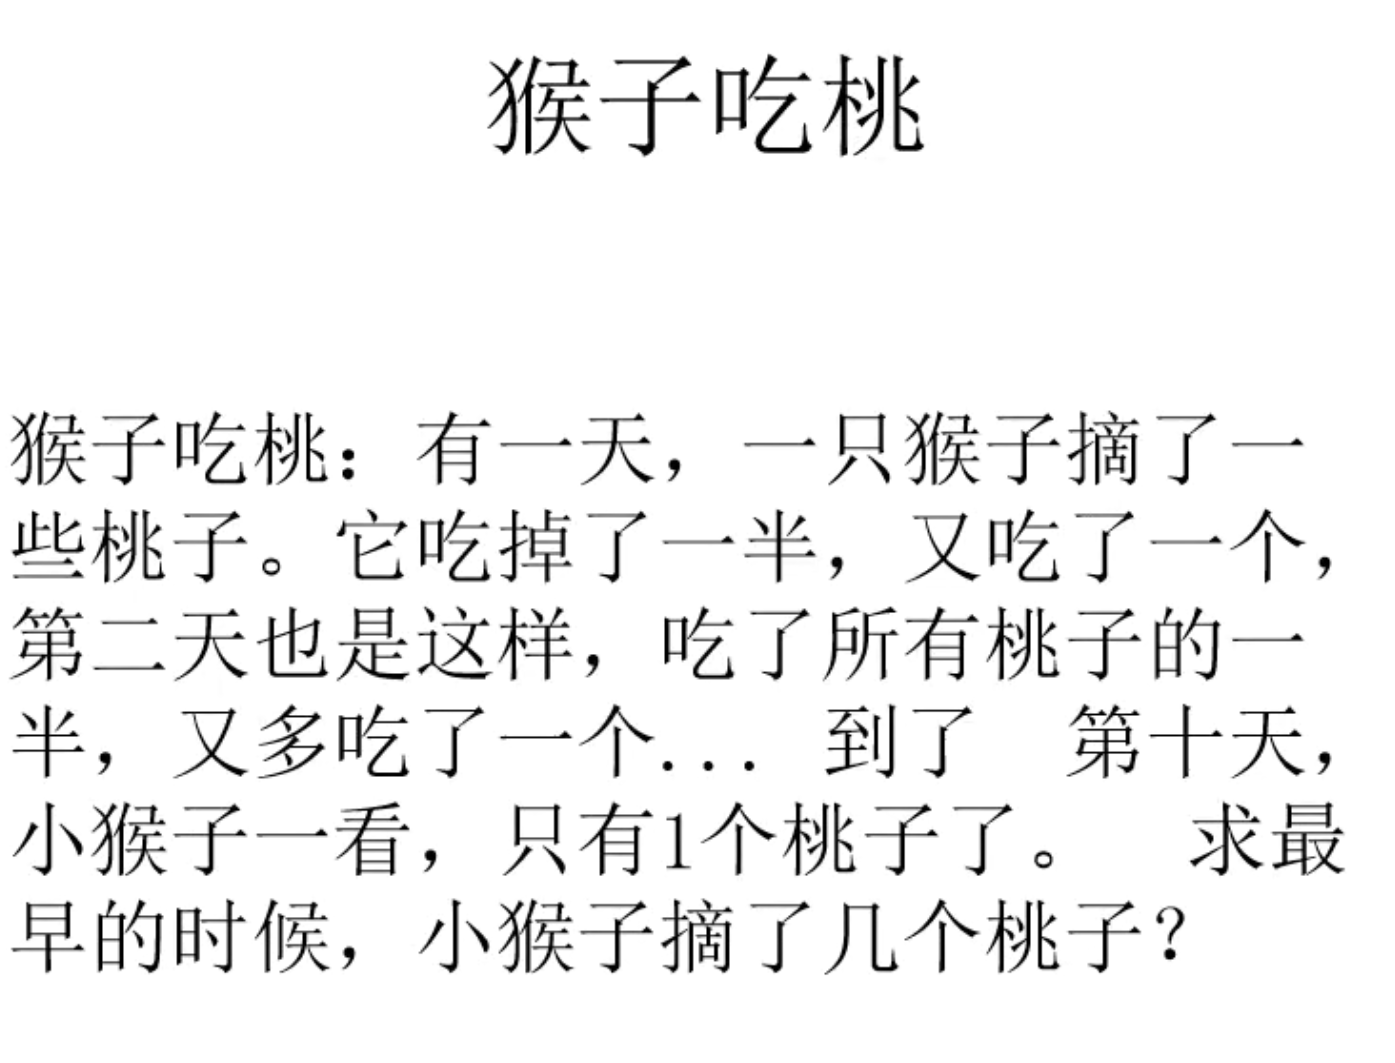 猴子吃桃
猴子吃桃：有一天，一只猴子摘了一
些桃子。它吃掉了一半，又吃了一个，
第二天也是这样，吃了所有桃子的一
半，又多吃了一个... 到了　第十天，
小猴子一看，只有1个桃子了。　 求最
早的时候，小猴子摘了几个桃子？